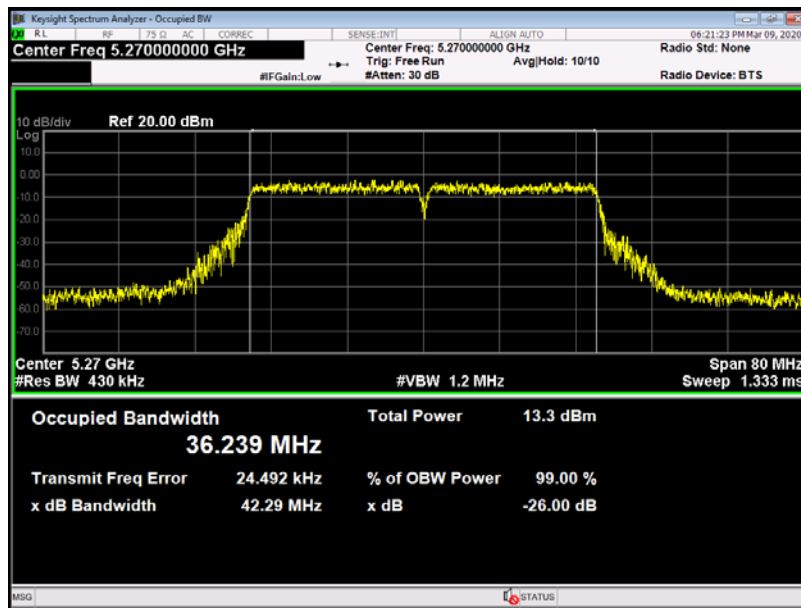 Keysight Spectrum Analyzer - Occupied BW
RL RF 75 Ω AC CORREC SENSE:INT ALIGN AUTO 06:21:23 PM Mar 09, 2020
Center Freq 5.270000000 GHz Center Freq: 5.270000000 GHz Radio Std: None
Trig: Free Run Avg|Hold: 10/10
#IFGain:Low #Atten: 30 dB Radio Device: BTS
10 dB/div Ref 20.00 dBm
Log
10.0
0.00
-10.0
-20.0
-30.0
-40.0
-50.0
-60.0
-70.0
Center 5.27 GHz Span 80 MHz
#Res BW 430 kHz #VBW 1.2 MHz Sweep 1.333 ms
Occupied Bandwidth Total Power 13.3 dBm
36.239 MHz
Transmit Freq Error 24.492 kHz % of OBW Power 99.00 %
x dB Bandwidth 42.29 MHz x dB -26.00 dB
MSG STATUS